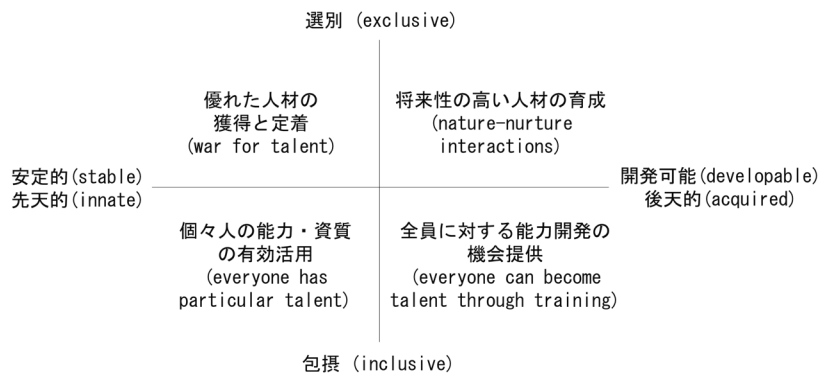 選別 (exclusive)
優れた人材の
獲得と定着
(war for talent)
将来性の高い人材の育成
(nature-nurture
interactions)
安定的(stable)
先天的(innate)
開発可能(developable)
後天的(acquired)
個々人の能力・資質
の有効活用
(everyone has
particular talent)
全員に対する能力開発の
機会提供
(everyone can become
talent through training)
包摂 (inclusive)